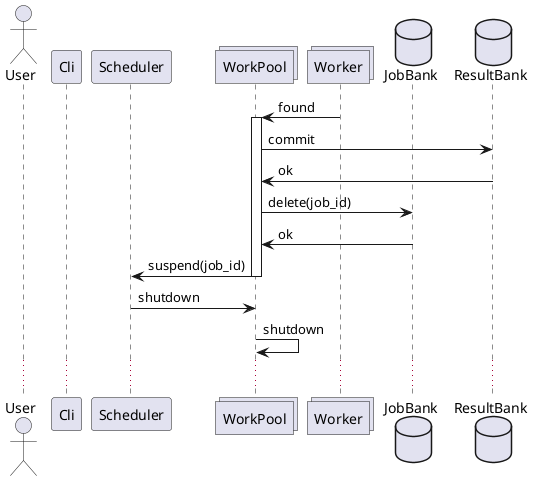 User
Cli
Scheduler
WorkPool
Worker
JobBank
ResultBank
found
commit
ok
delete(job_id)
ok
suspend(job_id)
shutdown
shutdown
User
Cli
Scheduler
WorkPool
Worker
JobBank
ResultBank